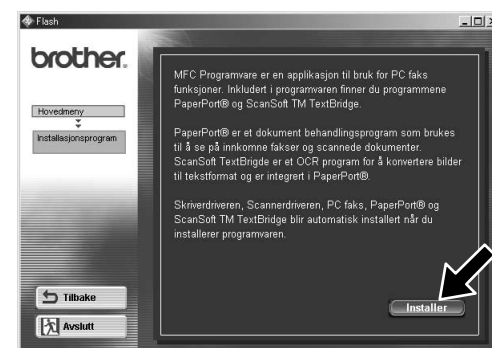 Flash
brother.
Hovedmeny
Installasjonsprogram
MFC Programvare er en applikasjon til bruk for PC faks
funksjoner. Inkludert i programvaren finner du programmene
PaperPort® og ScanSoft TM TextBridge.
PaperPort® er et dokument behandlingsprogram som brukes
til å se på innkomne fakser og scannede dokumenter.
ScanSoft TextBrigde er et OCR program for å konvertere bilder
til tekstformat og er integrert i PaperPort®.
Skriverdriveren, Scannerdriveren, PC faks, PaperPort® og
ScanSoft TM TextBridge blir automatisk installert når du
installerer programvaren.
Installer
Tilbake
Avslutt